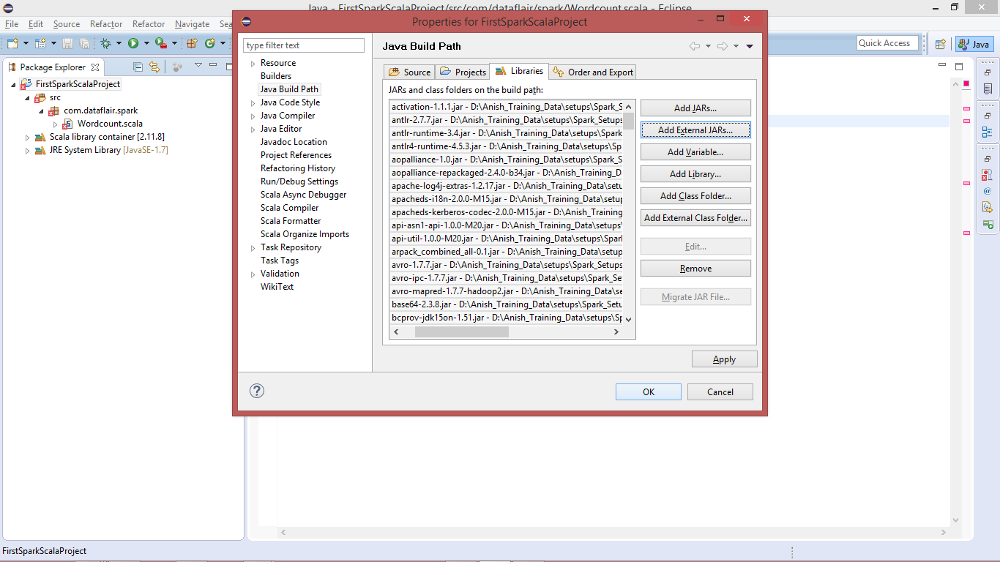 Java - FirstSparkScalaProject/src/com/dataflair/spark/Wordcount.scala - Eclipse
File Edit Source Refactor Refactor Navigate
Quick Access
Java
Package Explorer
FirstSparkScalaProject
src
com.dataflair.spark
Wordcount.scala
Scala library container [2.11.8]
JRE System Library [JavaSE-1.7]
Properties for FirstSparkScalaProject
type filter text
Resource
Builders
Java Build Path
Java Code Style
Java Compiler
Java Editor
Javadoc Location
Project References
Refactoring History
Run/Debug Settings
Scala Async Debugger
Scala Compiler
Scala Formatter
Scala Organize Imports
Task Repository
Task Tags
Validation
WikiText
Java Build Path
Source Projects Libraries Order and Export
JARs and class folders on the build path:
activation-1.1.1.jar - D:\Anish_Training_Data\setups\Spark_S
antlr-2.7.7.jar - D:\Anish_Training_Data\setups\Spark_Setups
antlr-runtime-3.4.jar - D:\Anish_Training_Data\setups\Spark
antlr4-runtime-4.5.3.jar - D:\Anish_Training_Data\setups\Spa
aopalliance-1.0.jar - D:\Anish_Training_Data\setups\Spark_S
aopalliance-repackaged-2.4.0-b34.jar - D:\Anish_Training_D
apache-log4j-extras-1.2.17.jar - D:\Anish_Training_Data\setu
apacheds-i18n-2.0.0-M15.jar - D:\Anish_Training_Data\setup
apacheds-kerberos-codec-2.0.0-M15.jar - D:\Anish_Training
api-asn1-api-1.0.0-M20.jar - D:\Anish_Training_Data\setups
api-util-1.0.0-M20.jar - D:\Anish_Training_Data\setups\Spark
arpack_combined_all-0.1.jar - D:\Anish_Training_Data\setup
avro-1.7.7.jar - D:\Anish_Training_Data\setups\Spark_Setups
avro-ipc-1.7.7.jar - D:\Anish_Training_Data\setups\Spark_Se
avro-mapred-1.7.7-hadoop2.jar - D:\Anish_Training_Data\se
base64-2.3.8.jar - D:\Anish_Training_Data\setups\Spark_Setu
bcprov-jdk15on-1.51.jar - D:\Anish_Training_Data\setups\Sp
Add JARs...
Add External JARs...
Add Variable...
Add Library...
Add Class Folder...
Add External Class Folder...
Edit...
Remove
Migrate JAR File...
Apply
OK
Cancel
FirstSparkScalaProject